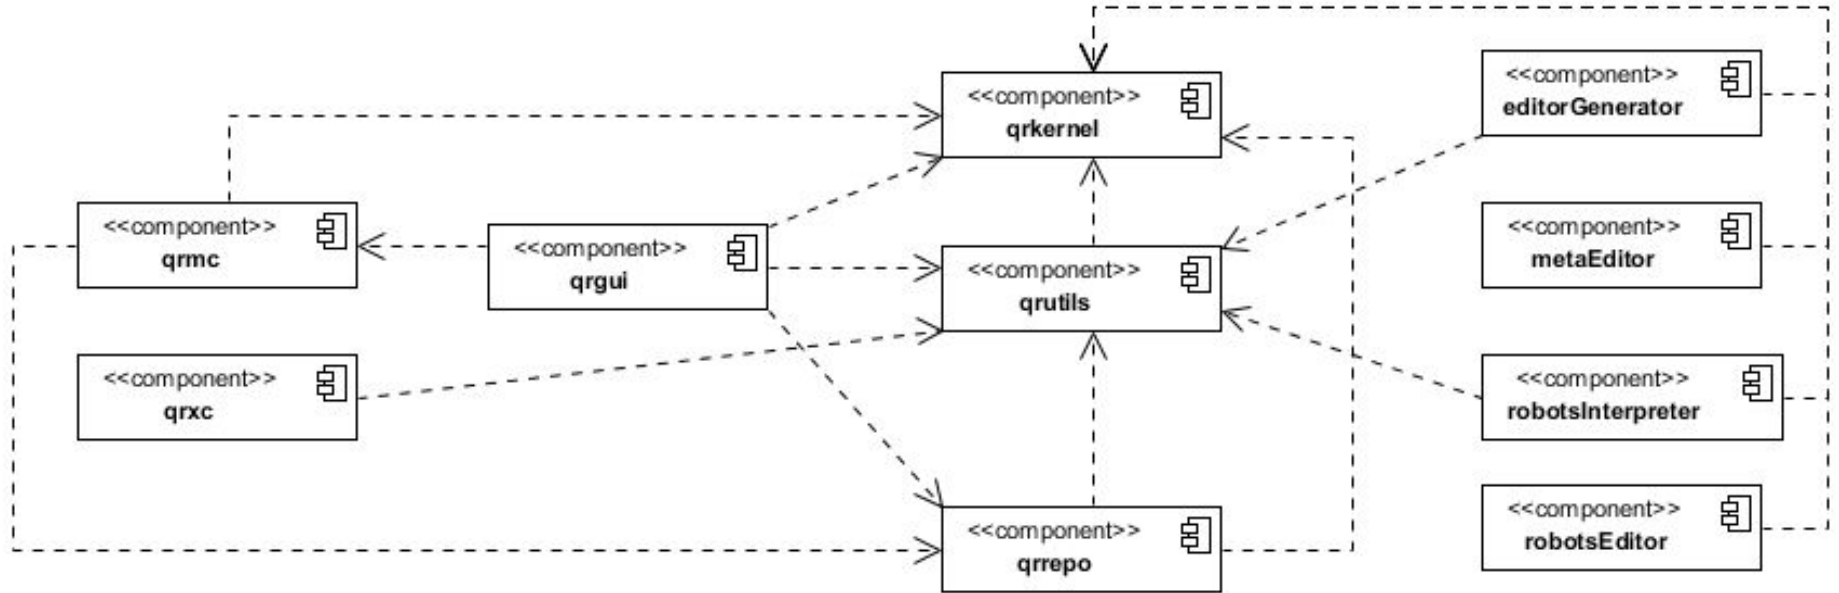 <<component>>
qrkernel
<<component>>
editorGenerator
<<component>>
qrmc
<<component>>
qrgui
<<component>>
qrutils
<<component>>
metaEditor
<<component>>
qrxc
<<component>>
robotsInterpreter
<<component>>
qrrepo
<<component>>
robotsEditor